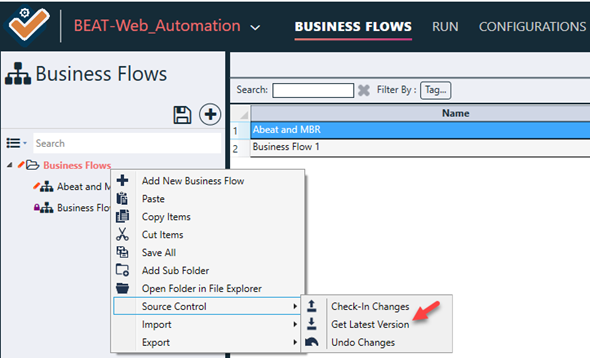 BEAT-Web_Automation
BUSINESS FLOWS
RUN
CONFIGURATIONS
Business Flows
Search:
Filter By :
Tag...
Search
Name
1 Abeat and MBR
2 Business Flow 1
Business Flows
Abeat and M
Business Flo
Add New Business Flow
Paste
Copy Items
Cut Items
Save All
Add Sub Folder
Open Folder in File Explorer
Source Control
Import
Export
Check-In Changes
Get Latest Version
Undo Changes